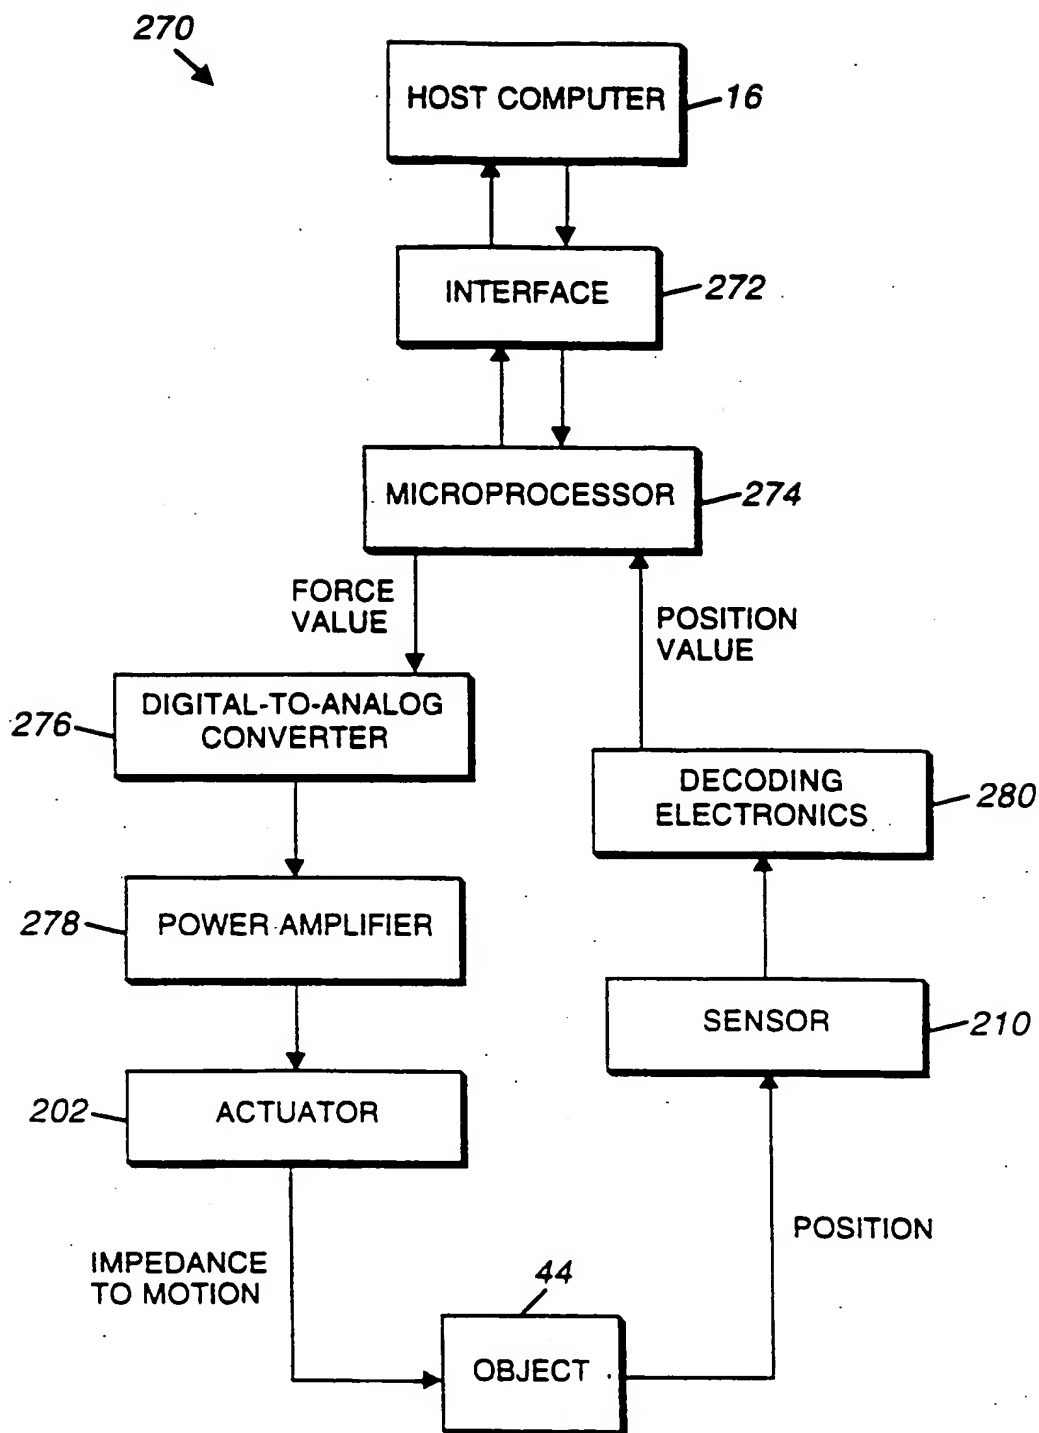 270
HOST COMPUTER
16
INTERFACE
272
MICROPROCESSOR
274
FORCE
VALUE
POSITION
VALUE
DIGITAL-TO-ANALOG
CONVERTER
276
DECODING
ELECTRONICS
280
POWER AMPLIFIER
278
SENSOR
210
ACTUATOR
202
POSITION
IMPEDANCE
TO MOTION
44
OBJECT